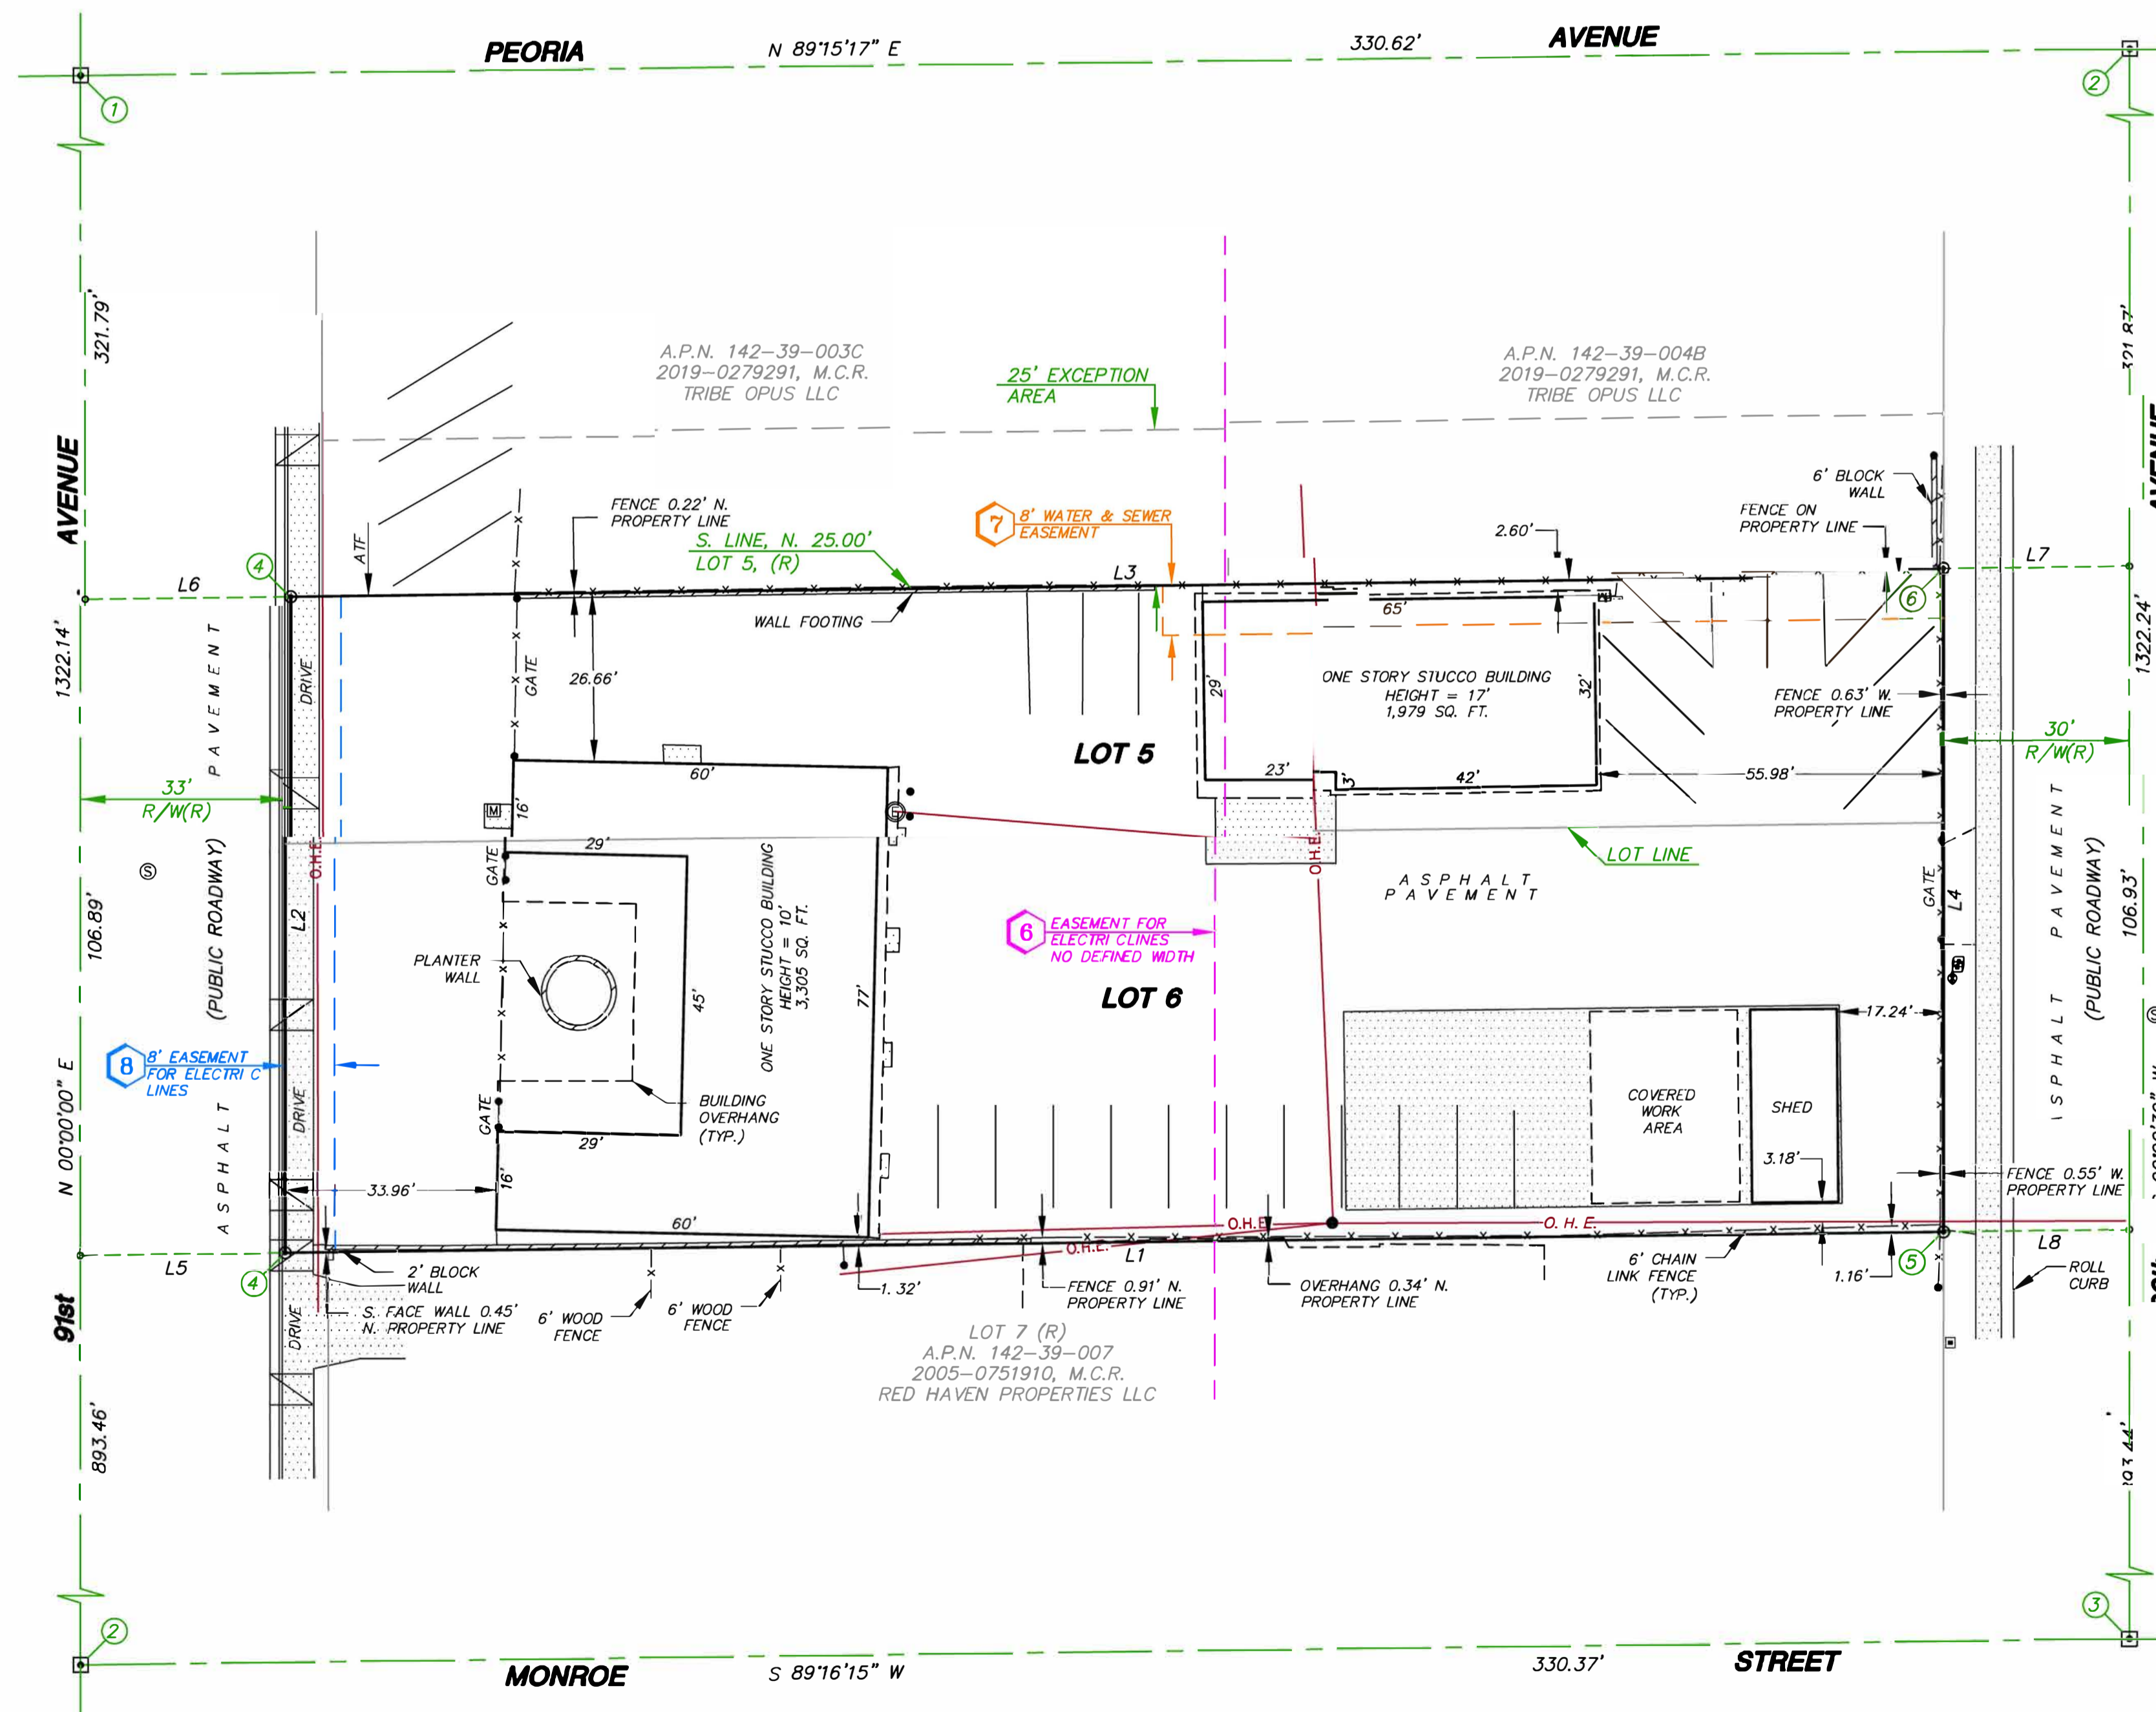 PEORIA
N 89°15'17" E
330.62'
AVENUE
1
2
321.79'
AVENUE
1322.14'
106.89'
N 00°00'00" E
91st
893.46'
A.P.N. 142-39-003C
2019-0279291, M.C.R.
TRIBE OPUS LLC
25' EXCEPTION
AREA
A.P.N. 142-39-004B
2019-0279291, M.C.R.
TRIBE OPUS LLC
6' BLOCK
WALL
FENCE ON
PROPERTY LINE
FENCE 0.22' N.
PROPERTY LINE
S. LINE, N. 25.00'
LOT 5, (R)
7
8' WATER & SEWER
EASEMENT
2.60'
ATF
4
L6
L3
L7
6
WALL FOOTING
65'
GATE
26.66'
DRIVE
ASPHALT PAVEMENT
(PUBLIC ROADWAY)
29'
ONE STORY STUCCO BUILDING
HEIGHT = 17'
1,979 SQ. FT.
32'
FENCE 0.63' W.
PROPERTY LINE
30'
R/W(R)
1322.24'
LOT 5
60'
23'
3'
42'
55.98'
33'
R/W(R)
M
16'
29'
GATE
O.H.E.
O.H.E.
LOT LINE
ASPHALT
PAVEMENT
S
L2
PLANTER
WALL
45'
ONE STORY STUCCO BUILDING
HEIGHT = 10'
3,305 SQ. FT.
77'
6
EASEMENT FOR
ELECTRI CLINES
NO DEFINED WIDTH
LOT 6
GATE
L4
PAVEMENT
(PUBLIC ROADWAY)
106.93'
17.24'
8
8' EASEMENT
FOR ELECTRI C
LINES
DRIVE
GATE
BUILDING
OVERHANG
(TYP.)
29'
COVERED
WORK
AREA
SHED
3.18'
33.96'
16'
60'
O.H.E.
O. H. E.
O.H.E.
L1
FENCE 0.55' W.
PROPERTY LINE
L5
4
2' BLOCK
WALL
S. FACE WALL 0.45'
N. PROPERTY LINE
DRIVE
6' WOOD
FENCE
6' WOOD
FENCE
1.32'
FENCE 0.91' N.
PROPERTY LINE
OVERHANG 0.34' N.
PROPERTY LINE
6' CHAIN
LINK FENCE
(TYP.)
1.16'
5
L8
ROLL
CURB
LOT 7 (R)
A.P.N. 142-39-007
2005-0751910, M.C.R.
RED HAVEN PROPERTIES LLC
2
3
MONROE
S 89°16'15" W
330.37'
STREET